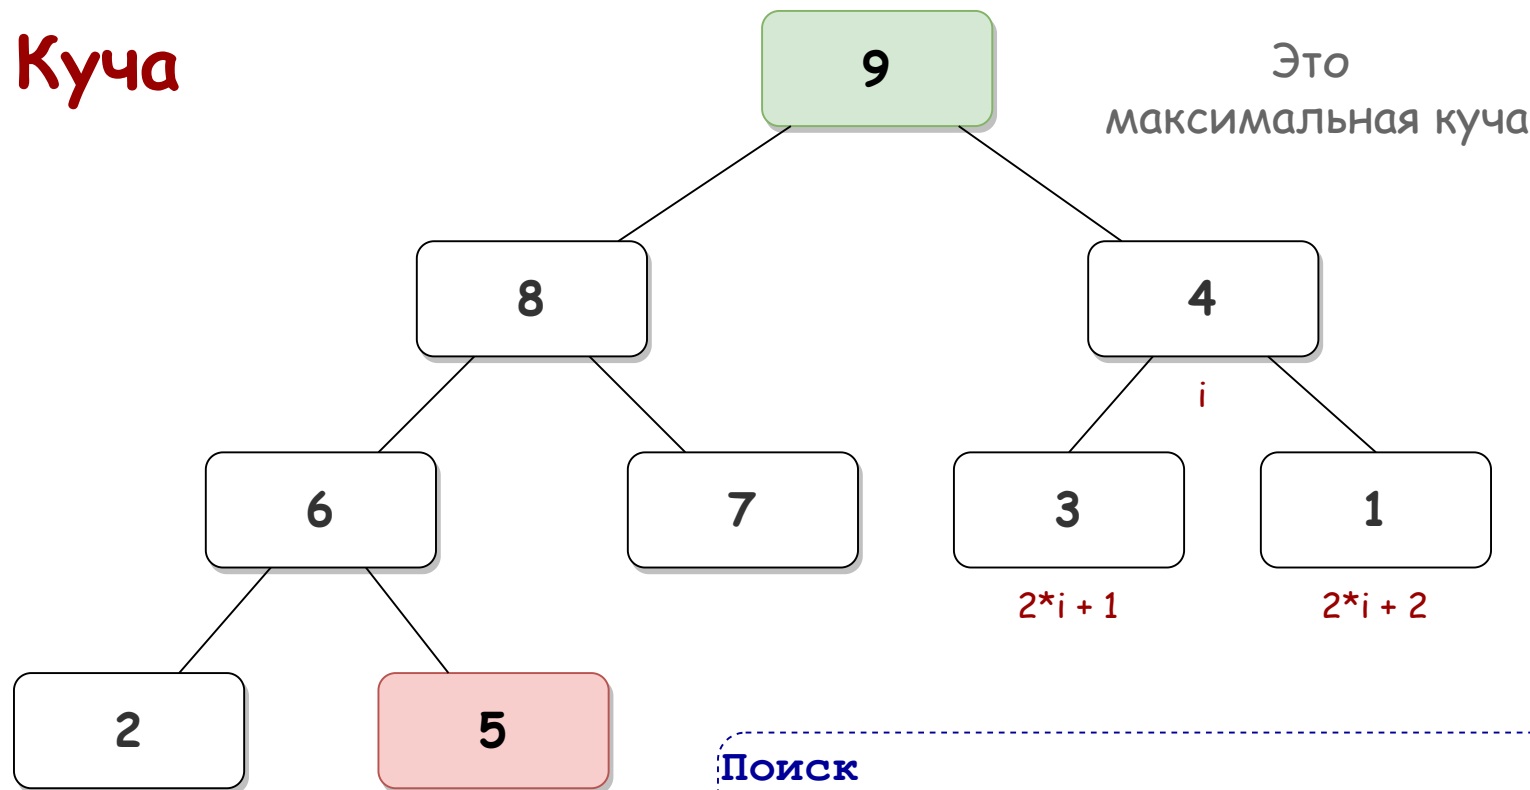 Куча
9
Это
максимальная куча
8
4
i
6
7
3
1
2*i + 1
2*i + 2
2
5
Поиск